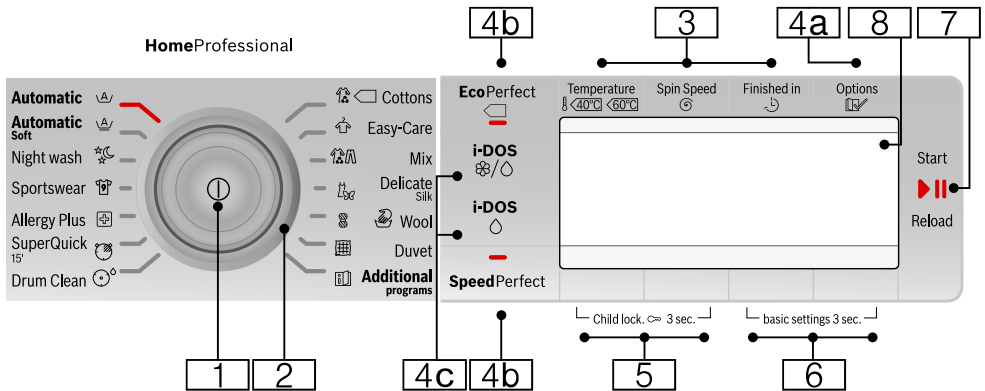 4b
3
4a
8
7
HomeProfessional
Automatic
Automatic
Soft
Night wash
Sportswear
Allergy Plus
SuperQuick
15'
Drum Clean
Cottons
Easy-Care
Mix
Delicate
Silk
Wool
Duvet
Additional
programs
EcoPerfect
i-DOS
i-DOS
SpeedPerfect
Temperature
40°C 60°C
Spin Speed
Finished in
Options
Start
Reload
Child lock. 3 sec.
basic settings 3 sec.
1
2
4c
4b
5
6